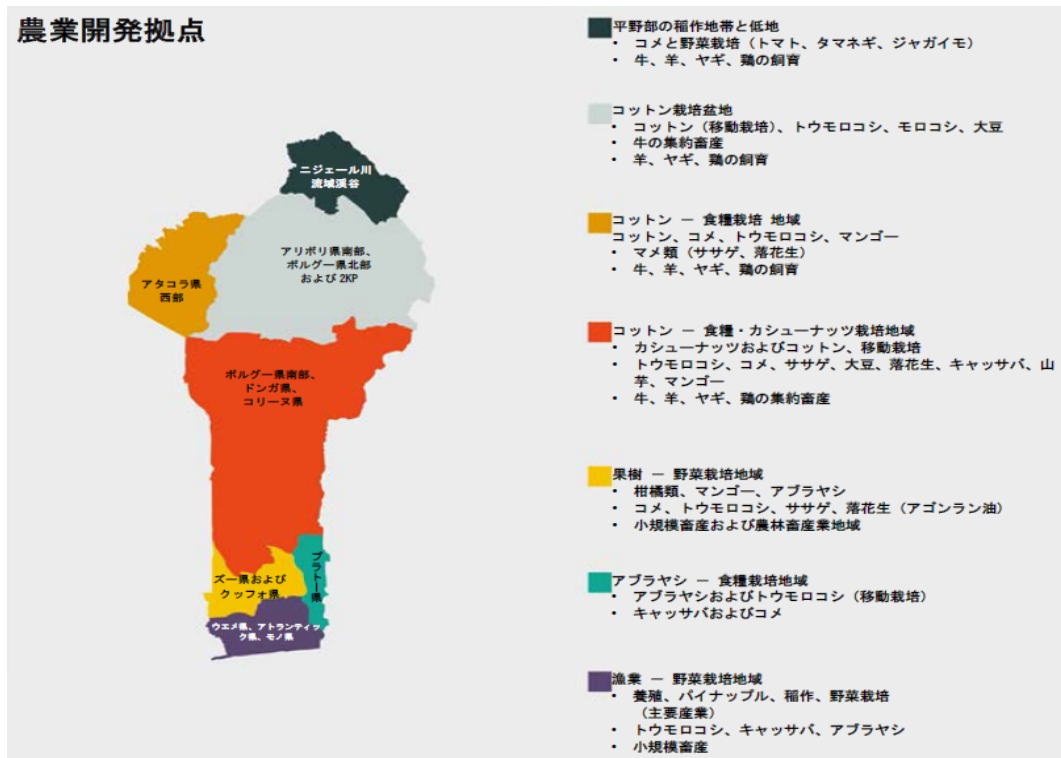 農業開発拠点
ニジェール川
流域渓谷
アリボリ県南部、
ボルグー県北部
および 2KP
アタコラ県
西部
ボルグー県南部、
ドンガ県、
コリーヌ県
ズー県および
クッフォ県
プラトー県
ウエメ県、アトランティッ
ク県、モノ県
平野部の稲作地帯と低地
• コメと野菜栽培（トマト、タマネギ、ジャガイモ）
• 牛、羊、ヤギ、鶏の飼育
コットン栽培盆地
• コットン（移動栽培）、トウモロコシ、モロコシ、大豆
• 牛の集約畜産
• 羊、ヤギ、鶏の飼育
コットン － 食糧栽培 地域
コットン、コメ、トウモロコシ、マンゴー
• マメ類（ササゲ、落花生）
• 牛、羊、ヤギ、鶏の飼育
コットン － 食糧・カシューナッツ栽培地域
• カシューナッツおよびコットン、移動栽培
• トウモロコシ、コメ、ササゲ、大豆、落花生、キャッサバ、山
芋、マンゴー
• 牛、羊、ヤギ、鶏の集約畜産
果樹 － 野菜栽培地域
• 柑橘類、マンゴー、アブラヤシ
• コメ、トウモロコシ、ササゲ、落花生（アゴンラン油）
• 小規模畜産および農林畜産業地域
アブラヤシ － 食糧栽培地域
• アブラヤシおよびトウモロコシ（移動栽培）
• キャッサバおよびコメ
漁業 － 野菜栽培地域
• 養殖、パイナップル、稲作、野菜栽培
（主要産業）
• トウモロコシ、キャッサバ、アブラヤシ
• 小規模畜産